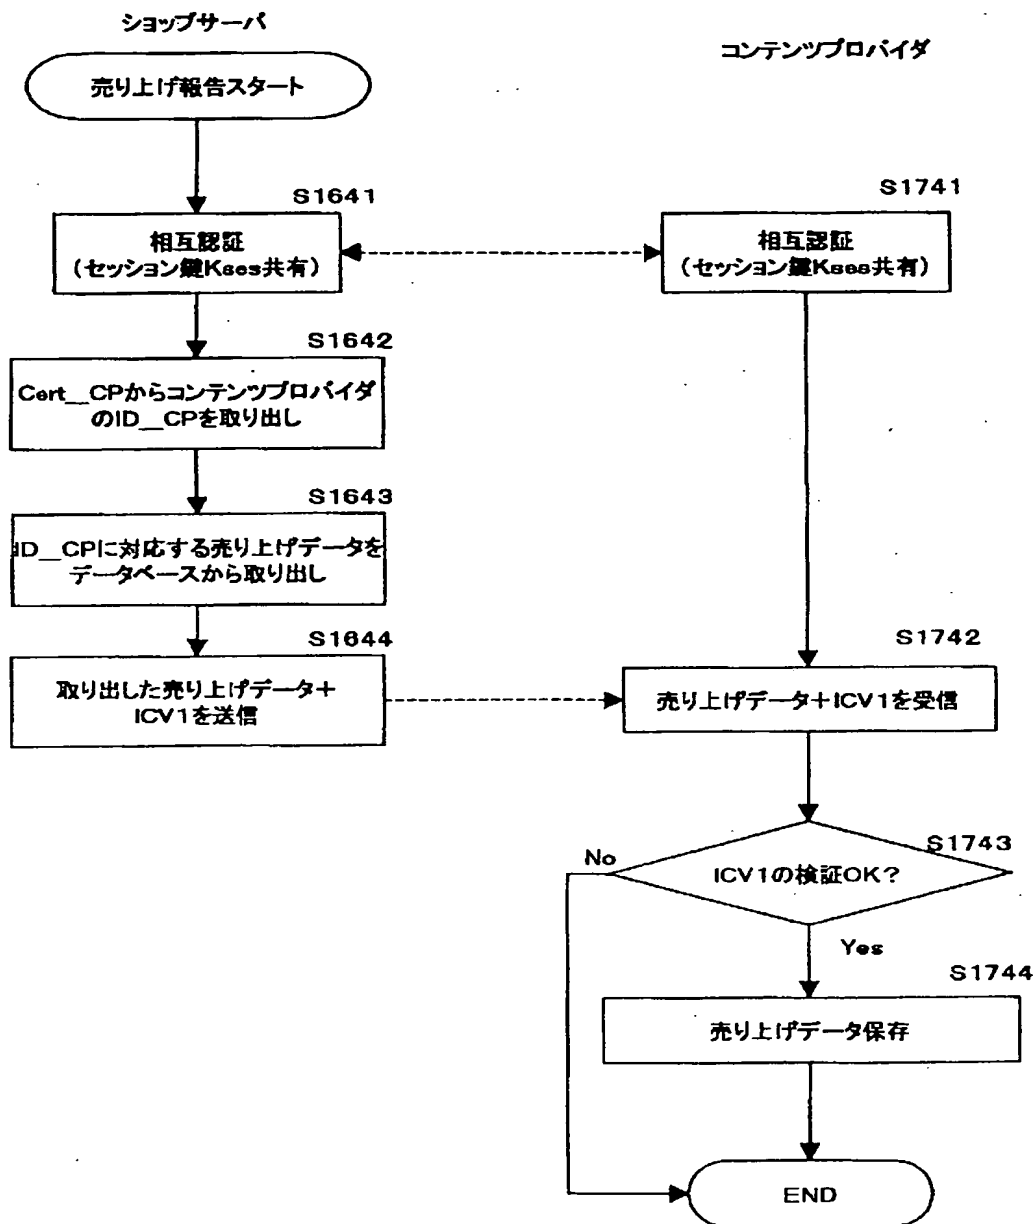 ショップサーバ
コンテンツプロバイダ
売り上げ報告スタート
S1641
相互認証
(セッション鍵Kses共有)
S1741
相互認証
(セッション鍵Kses共有)
S1642
Cert__CPからコンテンツプロバイダ
のID__CPを取り出し
S1643
ID__CPに対応する売り上げデータを
データベースから取り出し
S1644
取り出した売り上げデータ+
ICV1を送信
S1742
売り上げデータ+ICV1を受信
S1743
No
ICV1の検証OK?
Yes
S1744
売り上げデータ保存
END